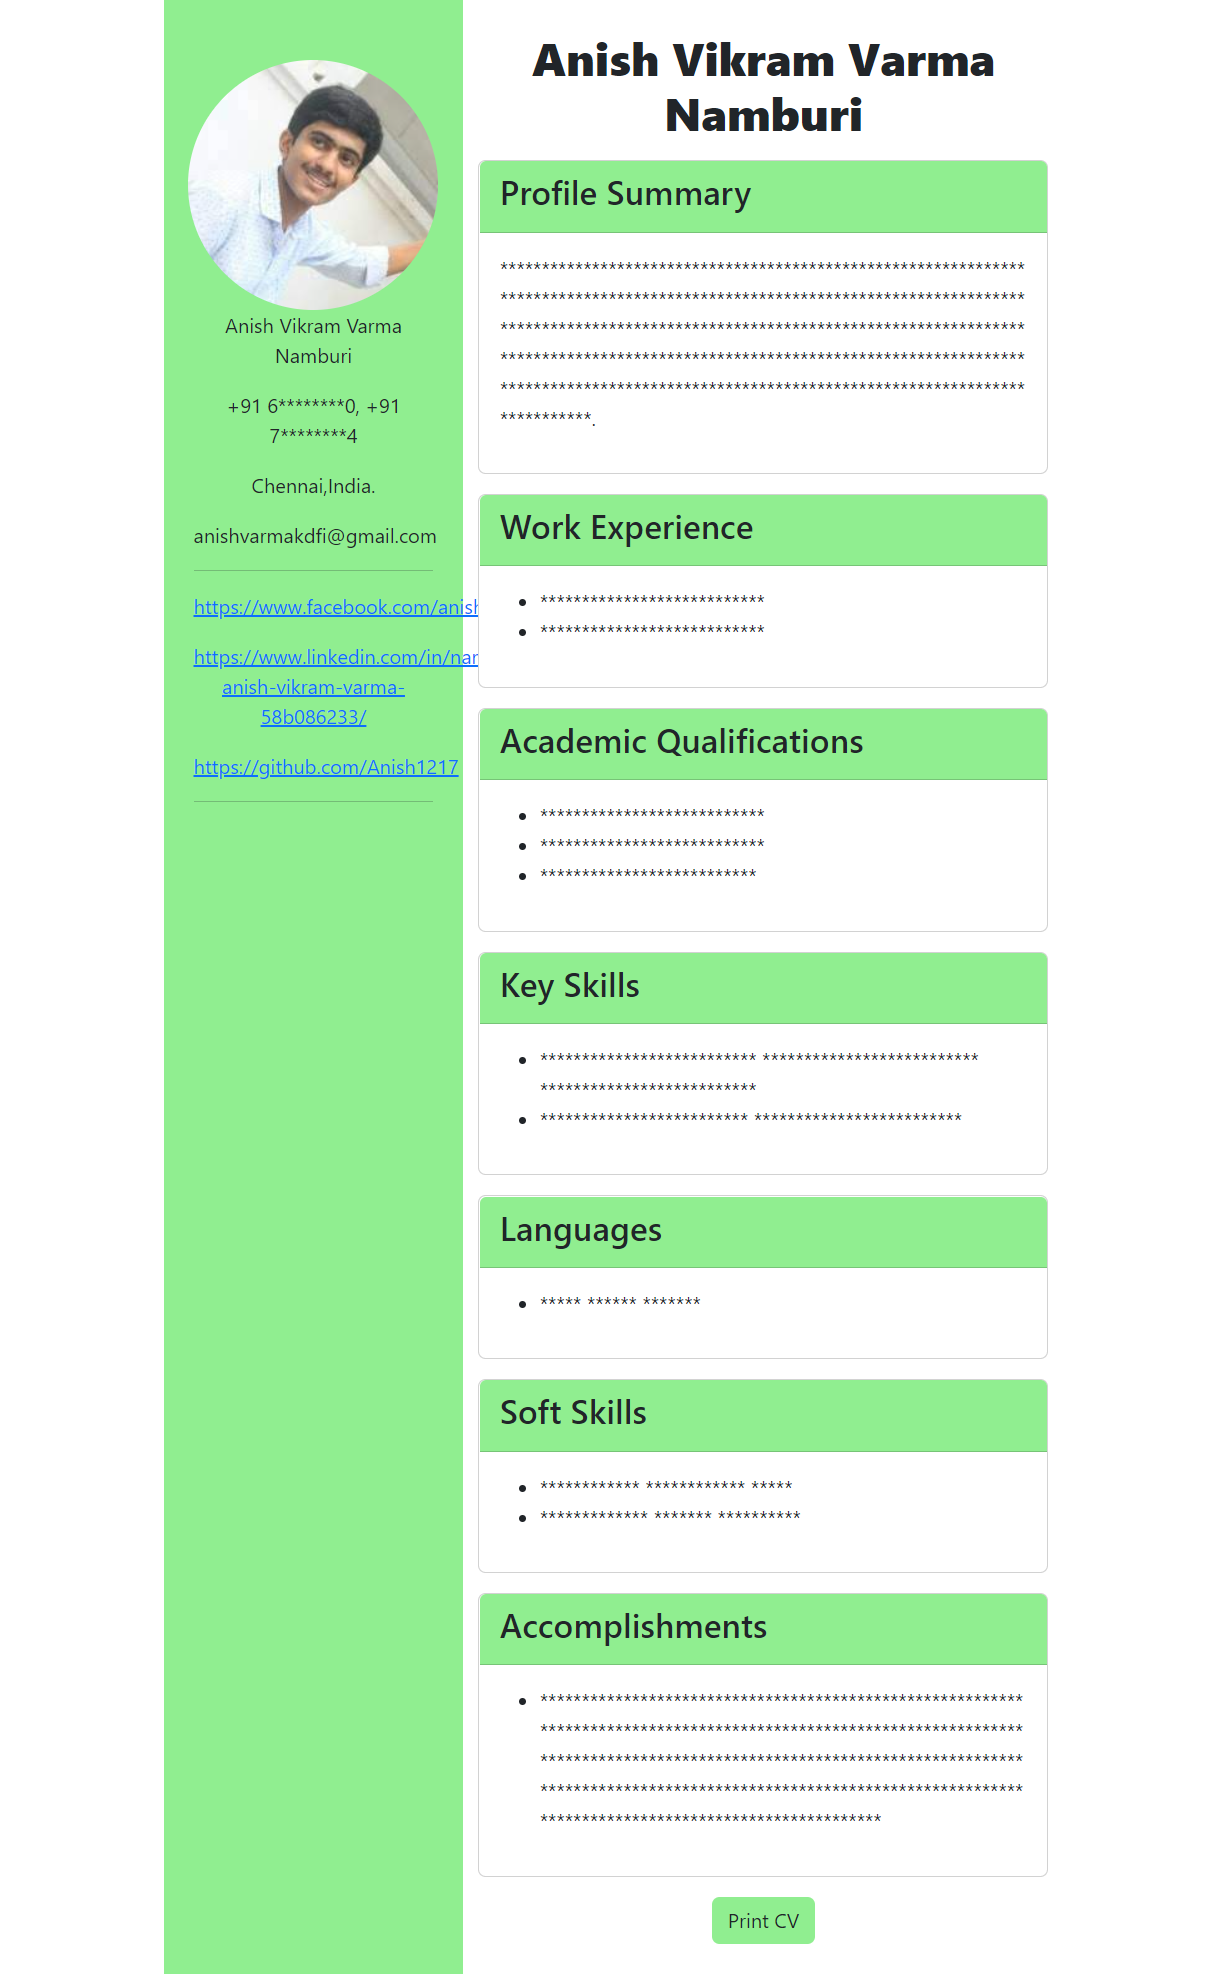 Anish Vikram Varma
Namburi
+91 6********0, +91
7********4
Chennai,India.
anishvarmakdfi@gmail.com
https://www.facebook.com/anish
https://www.linkedin.com/in/nam
anish-vikram-varma-
58b086233/
https://github.com/Anish1217
Anish Vikram Varma
Namburi
Profile Summary
***************************************************************
***************************************************************
***************************************************************
***************************************************************
***************************************************************
***********.
Work Experience
***************************
***************************
Academic Qualifications
***************************
***************************
**************************
Key Skills
************************** **************************
**************************
************************* *************************
Languages
***** ****** *******
Soft Skills
************ ************ *****
************* ******* **********
Accomplishments
**********************************************************
**********************************************************
**********************************************************
**********************************************************
*****************************************
Print CV